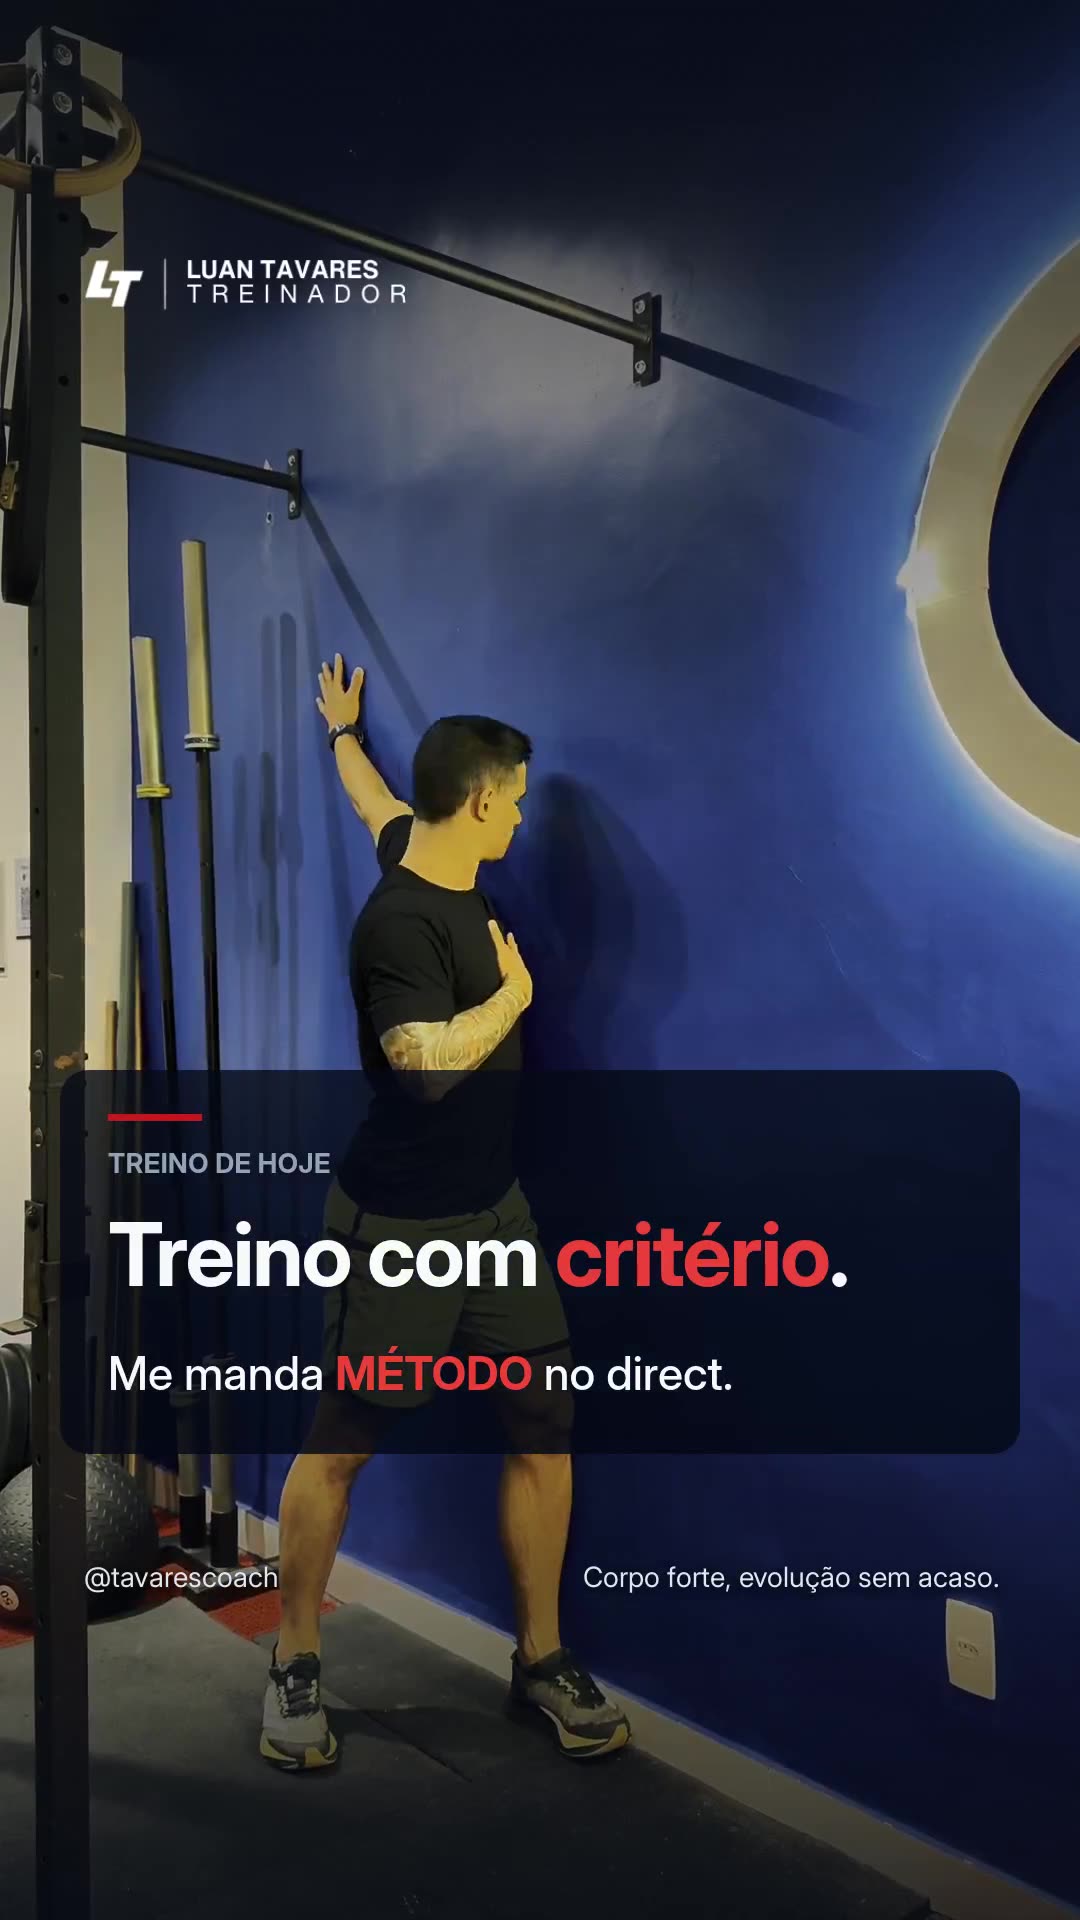 LT
LUAN TAVARES
TREINADOR
TREINO DE HOJE
Treino com critério.
Me manda MÉTODO no direct.
@tavarescoach
Corpo forte, evolução sem acaso.